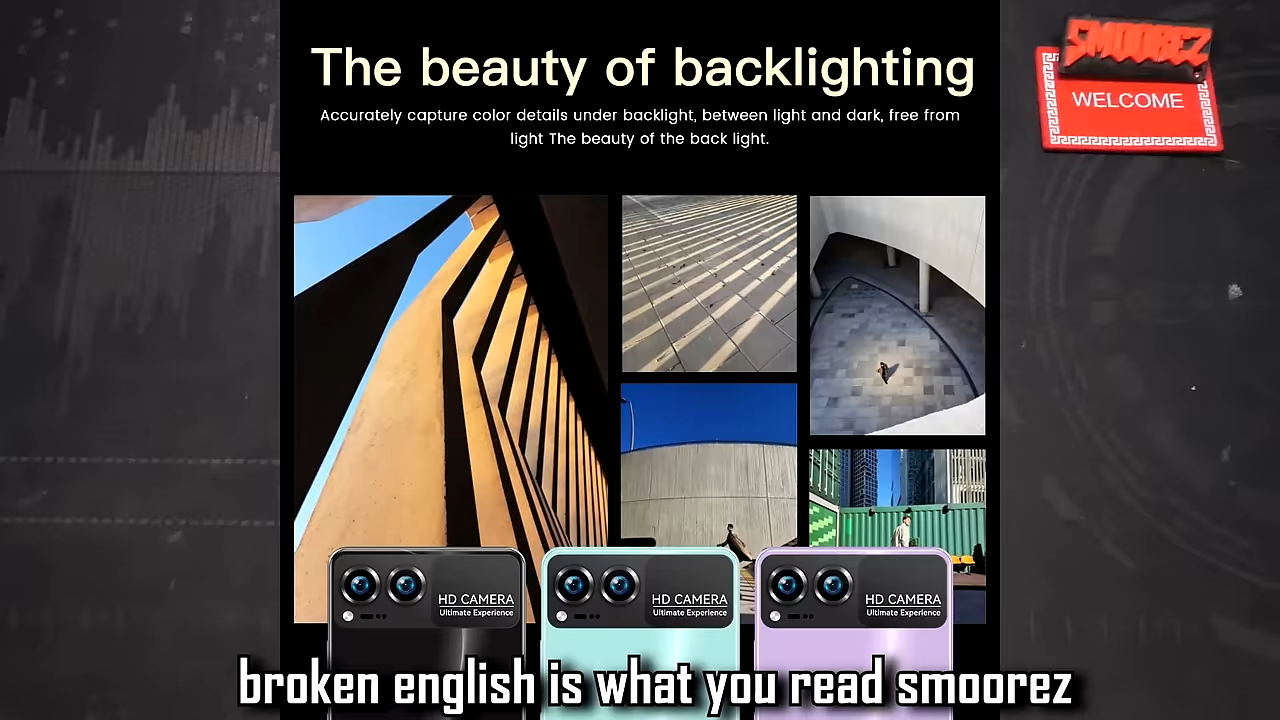 The beauty of backlighting
Accurately capture color details under backlight, between light and dark, free from
light The beauty of the back light.
SMOOREZ
WELCOME
HD CAMERA
Ultimate Experience
HD CAMERA
Ultimate Experience
HD CAMERA
Ultimate Experience
broken english is what you read smoorez